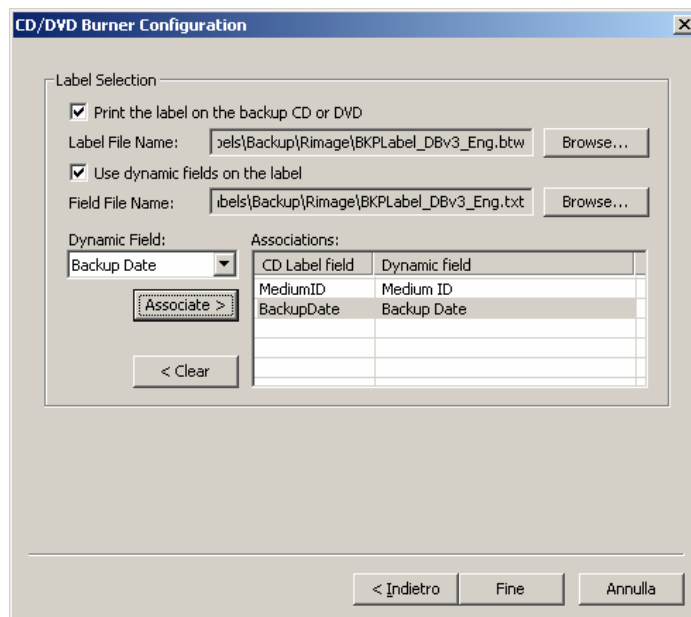 CD/DVD Burner Configuration
Label Selection
Print the label on the backup CD or DVD
Label File Name: bels\Backup\Rimage\BKPLabel_DBv3_Eng.btw Browse...
Use dynamic fields on the label
Field File Name: bels\Backup\Rimage\BKPLabel_DBv3_Eng.txt Browse...
Dynamic Field: Associations:
Backup Date CD Label field Dynamic field
MediumID Medium ID
Associate > BackupDate Backup Date
< Clear
< Indietro Fine Annulla